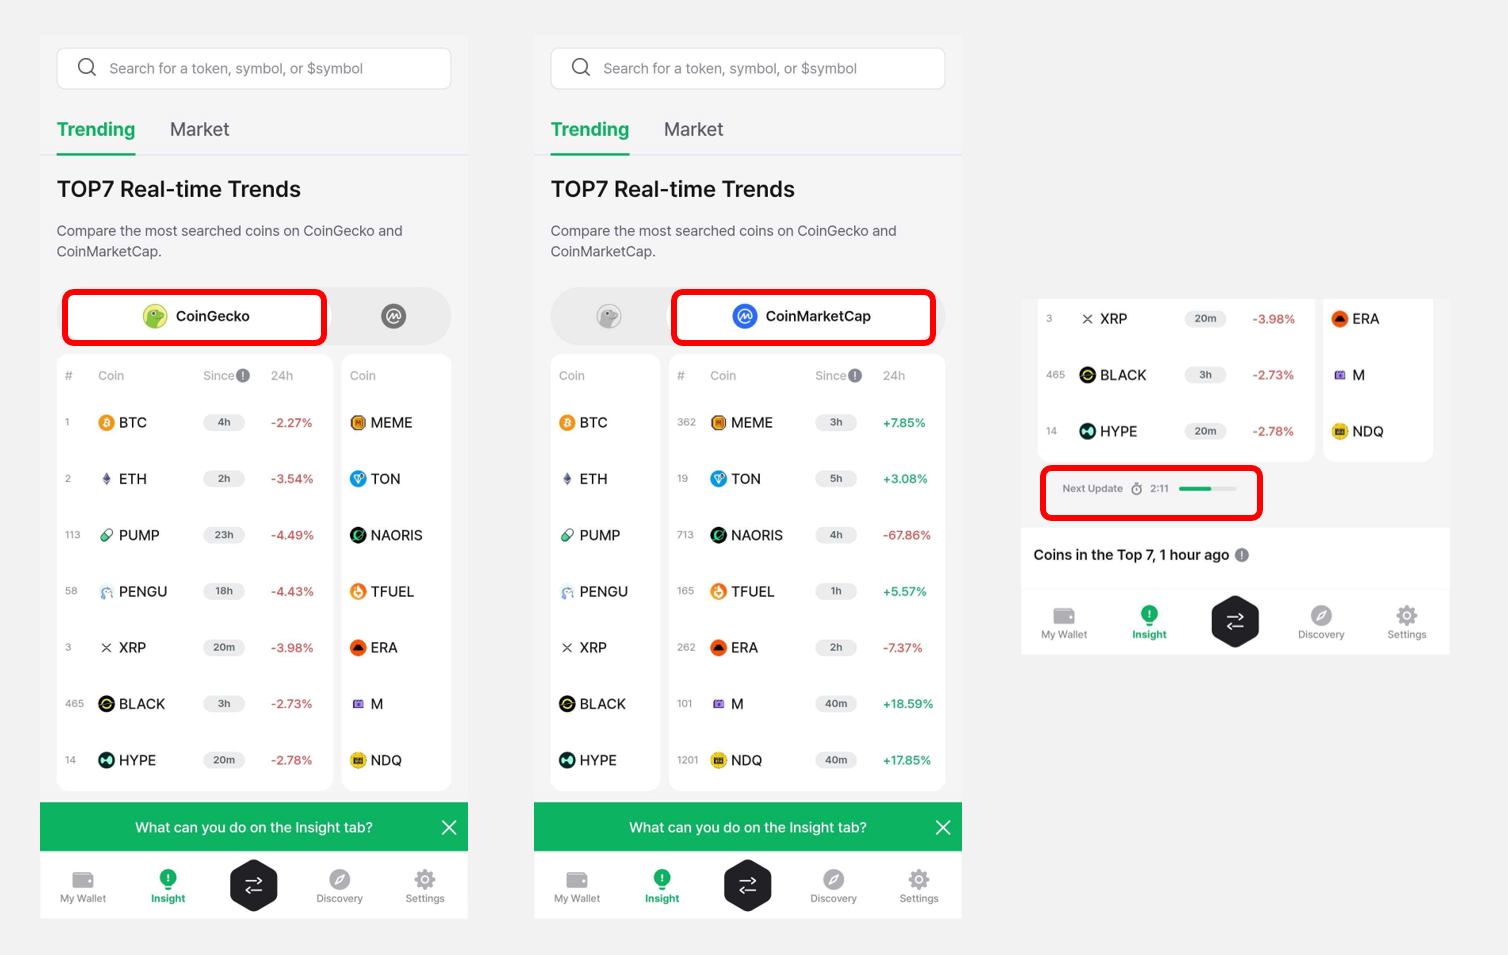 Search for a token, symbol, or $symbol
Trending Market
TOP7 Real-time Trends
Compare the most searched coins on CoinGecko and
CoinMarketCap.
CoinGecko
# Coin Since 24h Coin
1 BTC 4h -2.27% MEME
2 ETH 2h -3.54% TON
113 PUMP 23h -4.49% NAORIS
58 PENGU 18h -4.43% TFUEL
3 XRP 20m -3.98% ERA
465 BLACK 3h -2.73% M
14 HYPE 20m -2.78% NDQ
What can you do on the Insight tab?
My Wallet Insight Discovery Settings
Search for a token, symbol, or $symbol
Trending Market
TOP7 Real-time Trends
Compare the most searched coins on CoinGecko and
CoinMarketCap.
CoinMarketCap
Coin # Coin Since 24h
BTC 362 MEME 3h +7.85%
ETH 19 TON 5h +3.08%
PUMP 713 NAORIS 4h -67.86%
PENGU 165 TFUEL 1h +5.57%
XRP 262 ERA 2h -7.37%
BLACK 101 M 40m +18.59%
HYPE 1201 NDQ 40m +17.85%
What can you do on the Insight tab?
My Wallet Insight Discovery Settings
3 XRP 20m -3.98% ERA
465 BLACK 3h -2.73% M
14 HYPE 20m -2.78% NDQ
Next Update 2:11
Coins in the Top 7, 1 hour ago
My Wallet Insight Discovery Settings